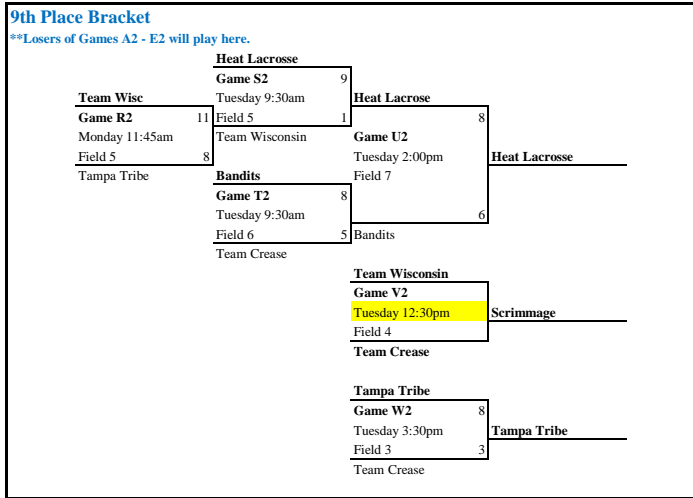 9th Place Bracket
**Losers of Games A2 - E2 will play here.
Heat Lacrosse
Game S2 9
Team Wisc Tuesday 9:30am Heat Lacrose
Game R2 11 Field 5 1 8
Monday 11:45am Team Wisconsin Game U2
Field 5 8 Tuesday 2:00pm Heat Lacrosse
Tampa Tribe Bandits Field 7
Game T2 8
Tuesday 9:30am 6
Field 6 5 Bandits
Team Crease
Team Wisconsin
Game V2
Tuesday 12:30pm Scrimmage
Field 4
Team Crease
Tampa Tribe
Game W2 8
Tuesday 3:30pm Tampa Tribe
Field 3 3
Team Crease